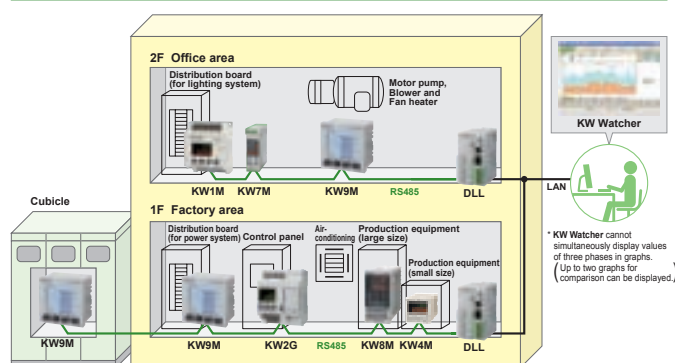 2F Office area
Distribution board
(for lighting system)
Motor pump,
Blower and
Fan heater
KW1M
KW7M
KW9M
RS485
DLL
KW Watcher
LAN
* KW Watcher cannot
simultaneously display values
of three phases in graphs.
(Up to two graphs for
comparison can be displayed.)
Cubicle
KW9M
1F Factory area
Distribution board
(for power system)
Control panel
Air-
conditioning
Production equipment
(large size)
Production equipment
(small size)
KW9M
KW2G
RS485
KW8M
KW4M
DLL